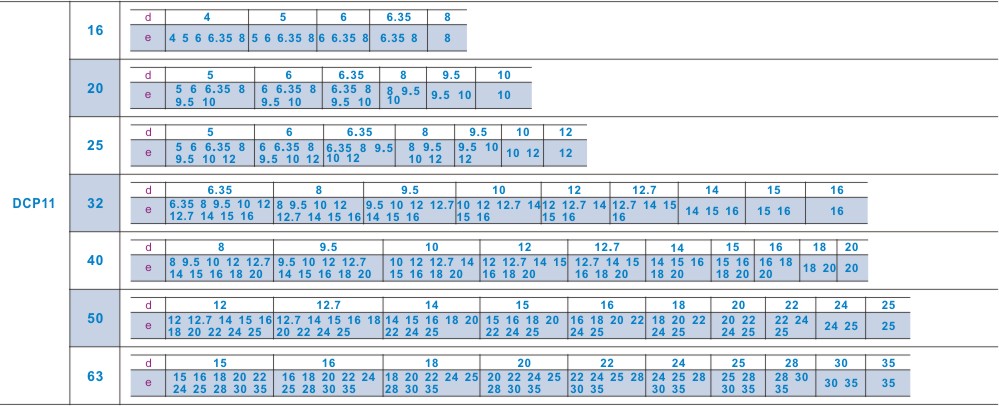 DCP11
16
d 4 5 6 6.35 8
e 4 5 6 6.35 8 5 6 6.35 8 6 6.35 8 6.35 8 8
20
d 5 6 6.35 8 9.5 10
e 5 6 6.35 8 6 6.35 8 6.35 8 8 9.5 9.5 10 10
9.5 10 9.5 10 9.5 10 10
25
d 5 6 6.35 8 9.5 10 12
e 5 6 6.35 8 6 6.35 8 6.35 8 9.5 8 9.5 9.5 10 10 12 12
9.5 10 12 9.5 10 12 10 12 10 12 12
32
d 6.35 8 9.5 10 12 12.7 14 15 16
e 6.35 8 9.5 10 12 8 9.5 10 12 9.5 10 12 12.7 10 12 12.7 14 12 12.7 14 12.7 14 15 14 15 16 15 16 16
12.7 14 15 16 12.7 14 15 16 14 15 16 15 16 15 16 16
40
d 8 9.5 10 12 12.7 14 15 16 18 20
e 8 9.5 10 12 12.7 9.5 10 12 12.7 10 12 12.7 14 12 12.7 14 15 12.7 14 15 14 15 16 15 16 16 18 18 20 20
14 15 16 18 20 14 15 16 18 20 15 16 18 20 16 18 20 16 18 20 18 20 18 20 20
50
d 12 12.7 14 15 16 18 20 22 24 25
e 12 12.7 14 15 16 12.7 14 15 16 18 14 15 16 18 20 15 16 18 20 16 18 20 22 18 20 22 20 22 22 24 24 25 25
18 20 22 24 25 20 22 24 25 22 24 25 22 24 25 24 25 24 25 24 25 25
63
d 15 16 18 20 22 24 25 28 30 35
e 15 16 18 20 22 16 18 20 22 24 18 20 22 24 25 20 22 24 25 22 24 25 28 24 25 28 25 28 28 30 30 35 35
24 25 28 30 35 25 28 30 35 28 30 35 28 30 35 30 35 30 35 30 35 35